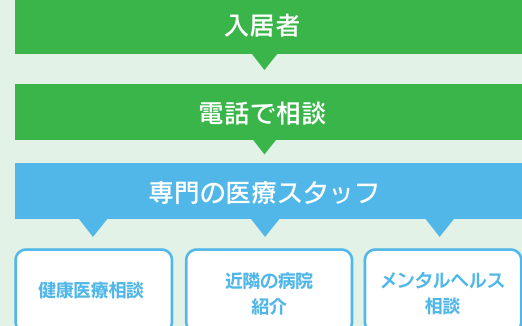 入居者
電話で相談
専門の医療スタッフ
健康医療相談
近隣の病院
紹介
メンタルヘルス
相談